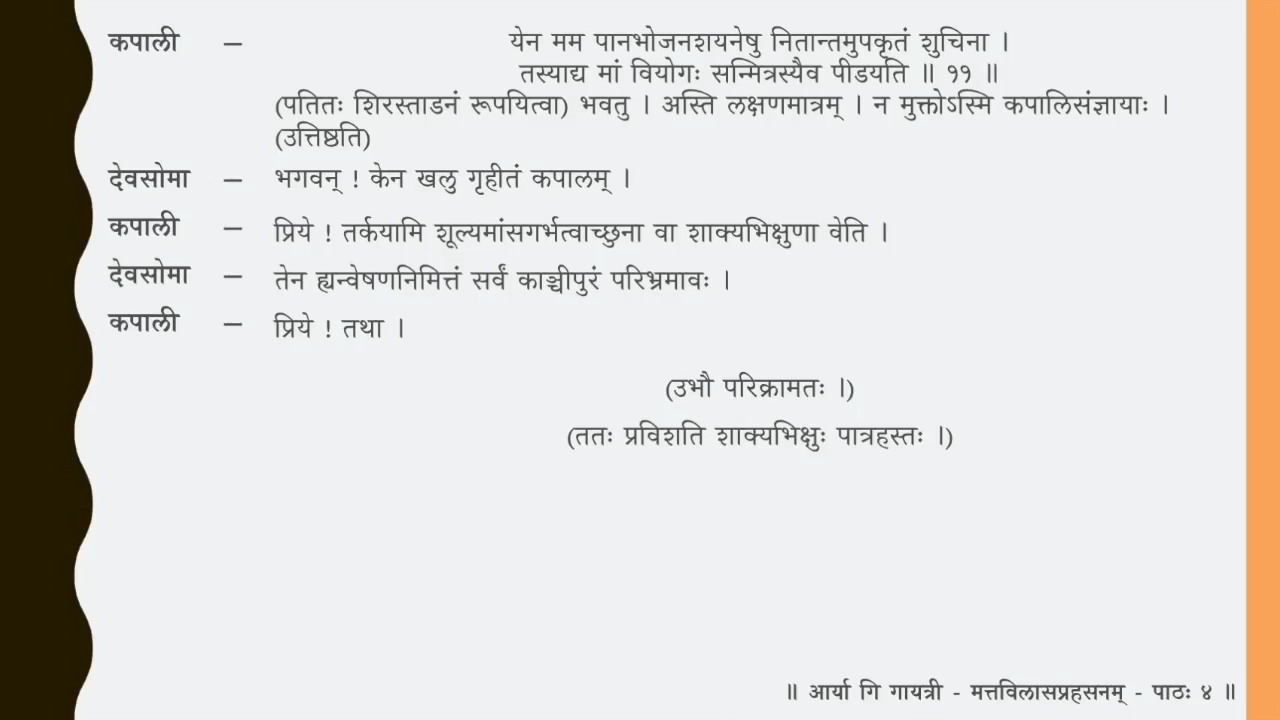 कपाली – येन मम पानभोजनशयनेषु नितान्तमुपकृतं शुचिना ।
तस्याद्य मां वियोगः सन्मित्रस्यैव पीडयति ॥ ११ ॥
(पतितः शिरस्ताडनं रूपयित्वा) भवतु । अस्ति लक्षणमात्रम् । न मुक्तोऽस्मि कपालिसंज्ञायाः ।
(उत्तिष्ठति)
देवसोमा – भगवन् ! केन खलु गृहीतं कपालम् ।
कपाली – प्रिये ! तर्कयामि शूल्यमांसगर्भत्वाच्छुना वा शाक्यभिक्षुणा वेति ।
देवसोमा – तेन ह्यन्वेषणनिमित्तं सर्वं काञ्चीपुरं परिभ्रमावः ।
कपाली – प्रिये ! तथा ।
(उभौ परिक्रामतः ।)
(ततः प्रविशति शाक्यभिक्षुः पात्रहस्तः ।)
॥ आर्या गि गायत्री - मत्तविलासप्रहसनम् - पाठः ४ ॥